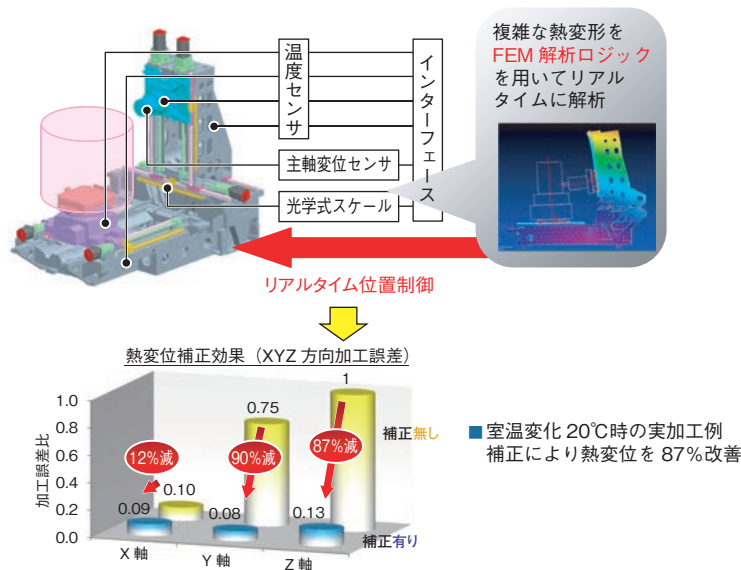 温度センサ
インターフェース
主軸変位センサ
光学式スケール
複雑な熱変形を
FEM 解析ロジック
を用いてリアル
タイムに解析
リアルタイム位置制御
熱変位補正効果（XYZ 方向加工誤差）
加工誤差比
1.0
0.8
0.6
0.4
0.2
0.0
12%減
90%減
87%減
0.09
0.10
0.08
0.75
0.13
1
補正無し
補正有り
X 軸
Y 軸
Z 軸
■室温変化 20℃時の実加工例
補正により熱変位を 87%改善